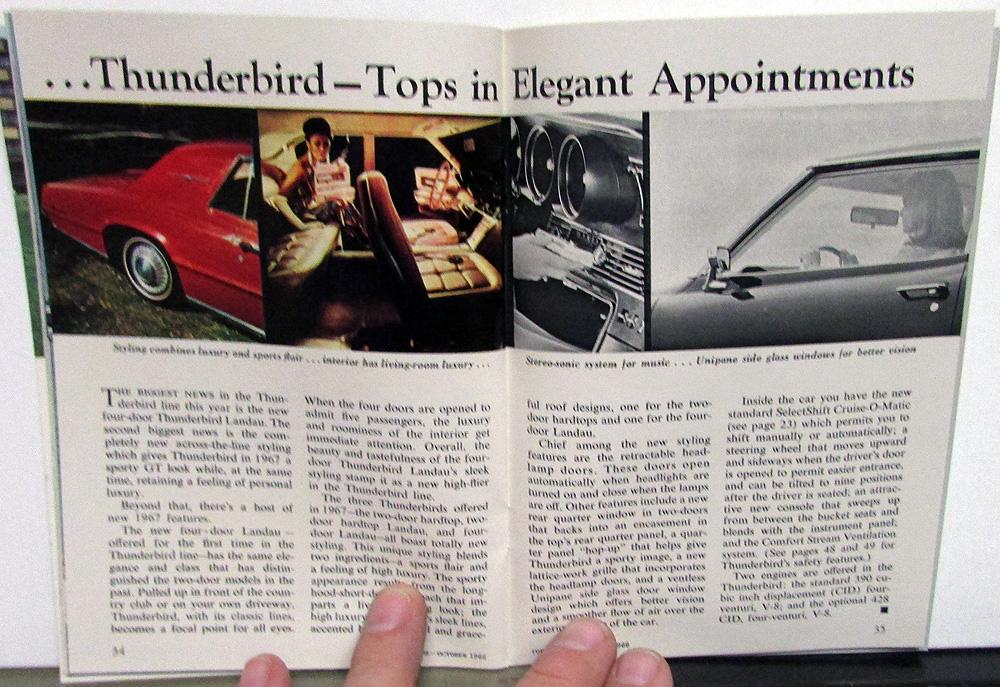 ...Thunderbird — Tops in Elegant Appointments
Styling combines luxury and sports flair . . . interior has living-room luxury . . .
Stereo-sonic system for music . . . Unipane side glass windows for better vision
THE BIGGEST NEWS in the Thun-
derbird line this year is the new
four-door Thunderbird Landau. The
second biggest news is the com-
pletely new across-the-line styling
which gives Thunderbird in 1967 a
sporty GT look while, at the same
time, retaining a feeling of personal
luxury.
Beyond that, there's a host of
new 1967 features.
The new four-door Landau —
offered for the first time in the
Thunderbird line—has the same ele-
gance and class that has distin-
guished the two-door models in the
past. Pulled up in front of the coun-
try club or on your own driveway,
Thunderbird, with its classic lines,
becomes a focal point for all eyes.
34
When the four doors are opened to
admit five passengers, the luxury
and roominess of the interior get
immediate attention. Overall, the
beauty and tastefulness of the four-
door Thunderbird Landau's sleek
styling stamp it as a new high-flier
in the Thunderbird line.
The three Thunderbirds offered
in 1967—the two-door hardtop, two-
door hardtop Landau, and four-
door Landau—all boast totally new
styling. This unique styling blends
two ingredients—a sports flair and
a feeling of high luxury. The sporty
appearance results from the long-
hood-short-d ach that im-
parts a li look; the
high luxury sleek lines,
accented b l and grace-
—OCTOBER 1966
ful roof designs, one for the two-
door hardtops and one for the four-
door Landau.
Chief among the new styling
features are the retractable head-
lamp doors. These doors open
automatically when headlights are
turned on and close when the lamps
are off. Other features include a new
rear quarter window in two-doors
that backs into an encasement in
the top's rear quarter panel, a quar-
ter panel "hop-up" that helps give
Thunderbird a sporty image, a new
lattice-work grille that incorporates
the headlamp doors, and a ventless
Unipane side glass door window
design which offers better vision
and a smoother flow of air over the
exterior of the car.
Inside the car you have the new
standard SelectShift Cruise-O-Matic
(see page 23) which permits you to
shift manually or automatically; a
steering wheel that moves upward
and sideways when the driver's door
is opened to permit easier entrance,
and can be tilted to nine positions
after the driver is seated; an attrac-
tive new console that sweeps up
from between the bucket seats and
blends with the instrument panel;
and the Comfort Stream Ventilation
system. (See pages 48 and 49 for
Thunderbird's safety features.)
Two engines are offered in the
Thunderbird: the standard 390 cu-
bic inch displacement (CID) four-
venturi, V-8; and the optional 428
CID, four-venturi, V-8. ■
35